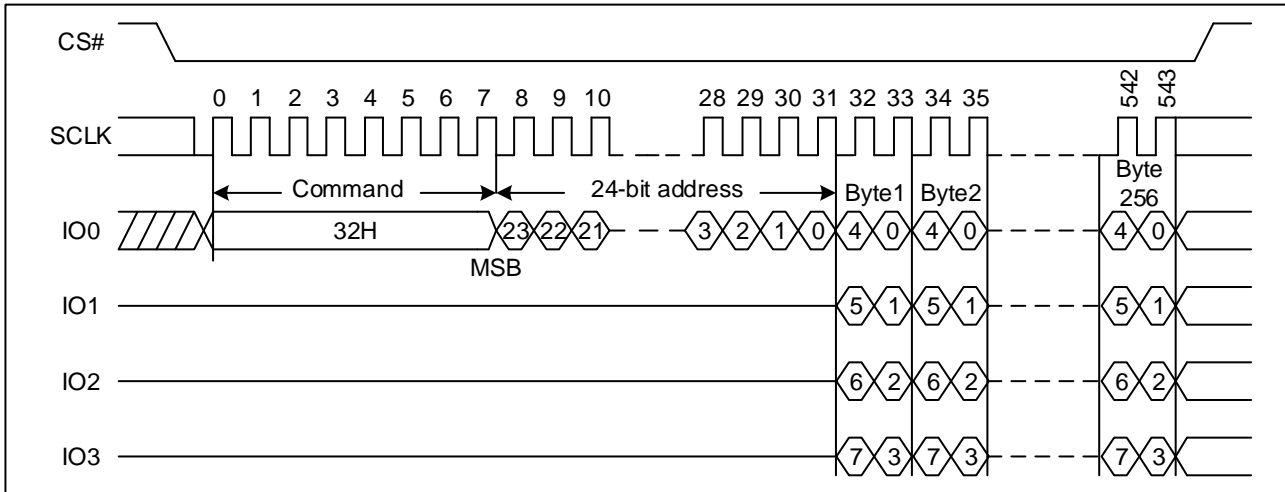 CS#
542 543
0 1 2 3 4 5 6 7 8 9 10 28 29 30 31 32 33 34 35
SCLK
Command 24-bit address Byte1 Byte2 Byte
256
IO0 32H 23 22 21 3 2 1 0 4 0 4 0 4 0
MSB
IO1 5 1 5 1 5 1
IO2 6 2 6 2 6 2
IO3 7 3 7 3 7 3